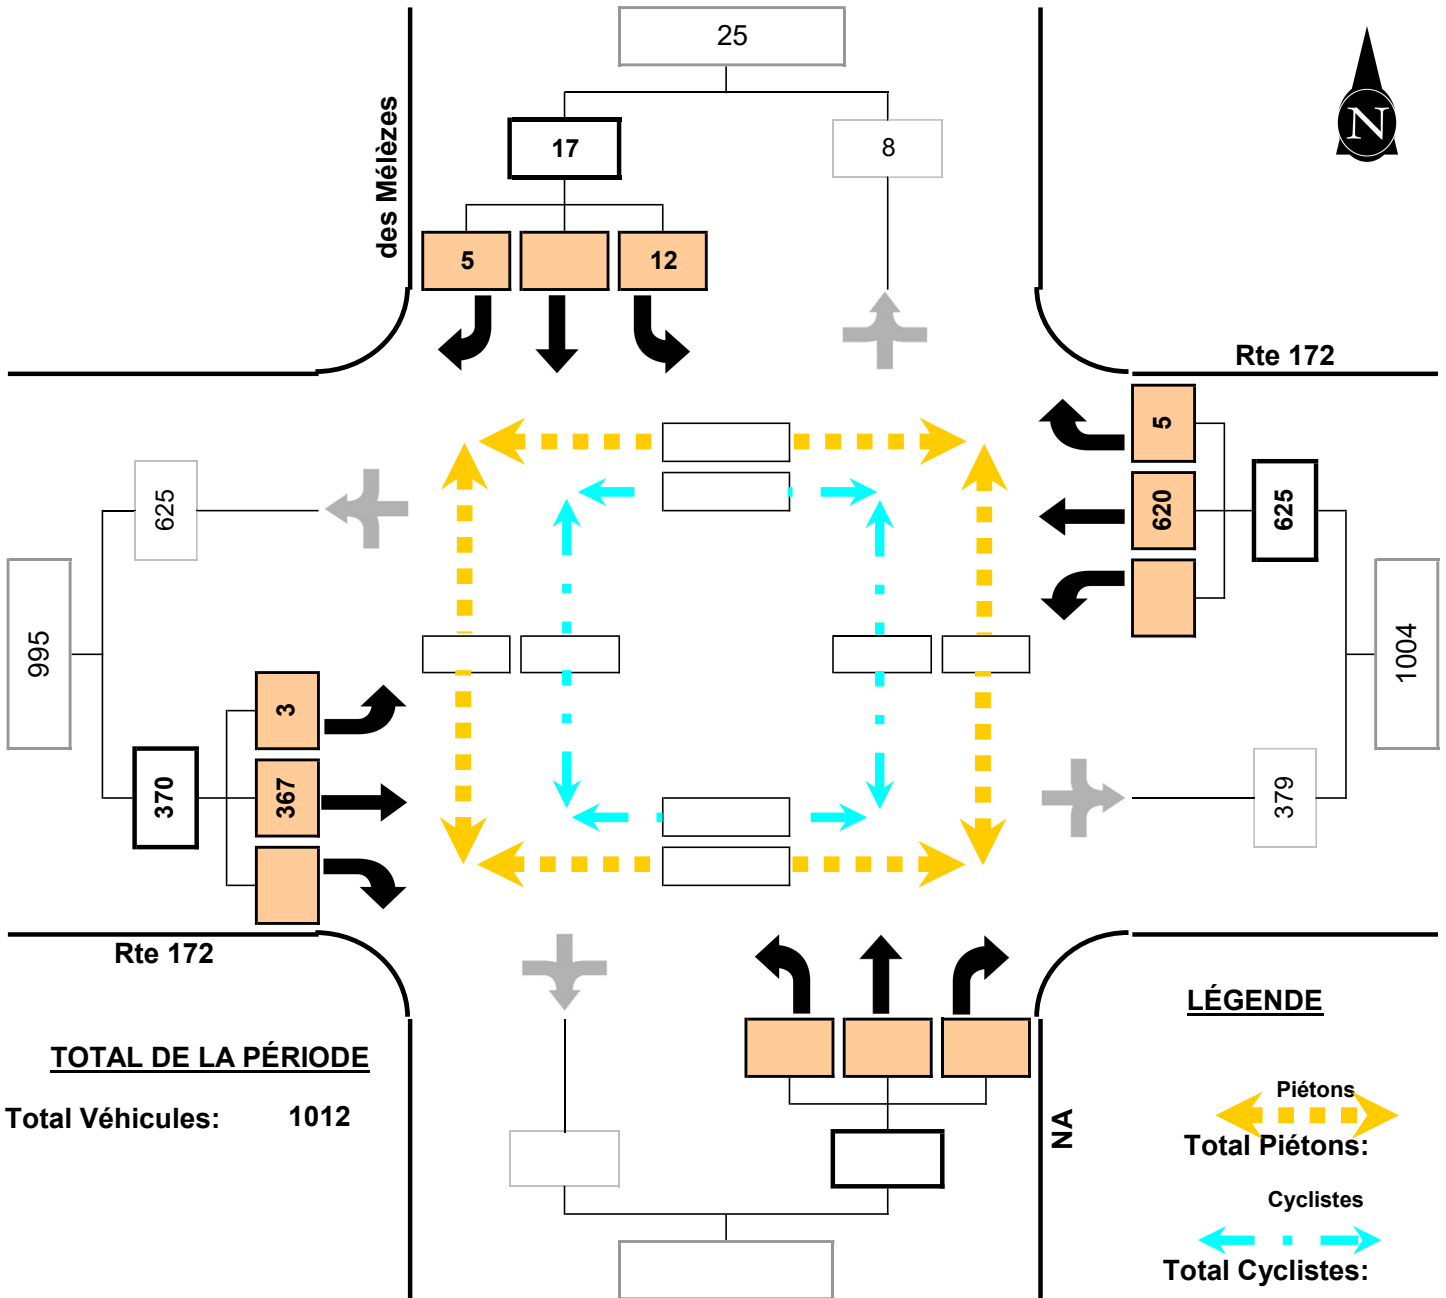 25
N
des Mélèzes
17
8
5
12
Rte 172
5
620
625
625
995
1004
3
367
370
379
Rte 172
LÉGENDE
TOTAL DE LA PÉRIODE
Piétons
Total Véhicules: 1012
NA
Total Piétons:
Cyclistes
Total Cyclistes: